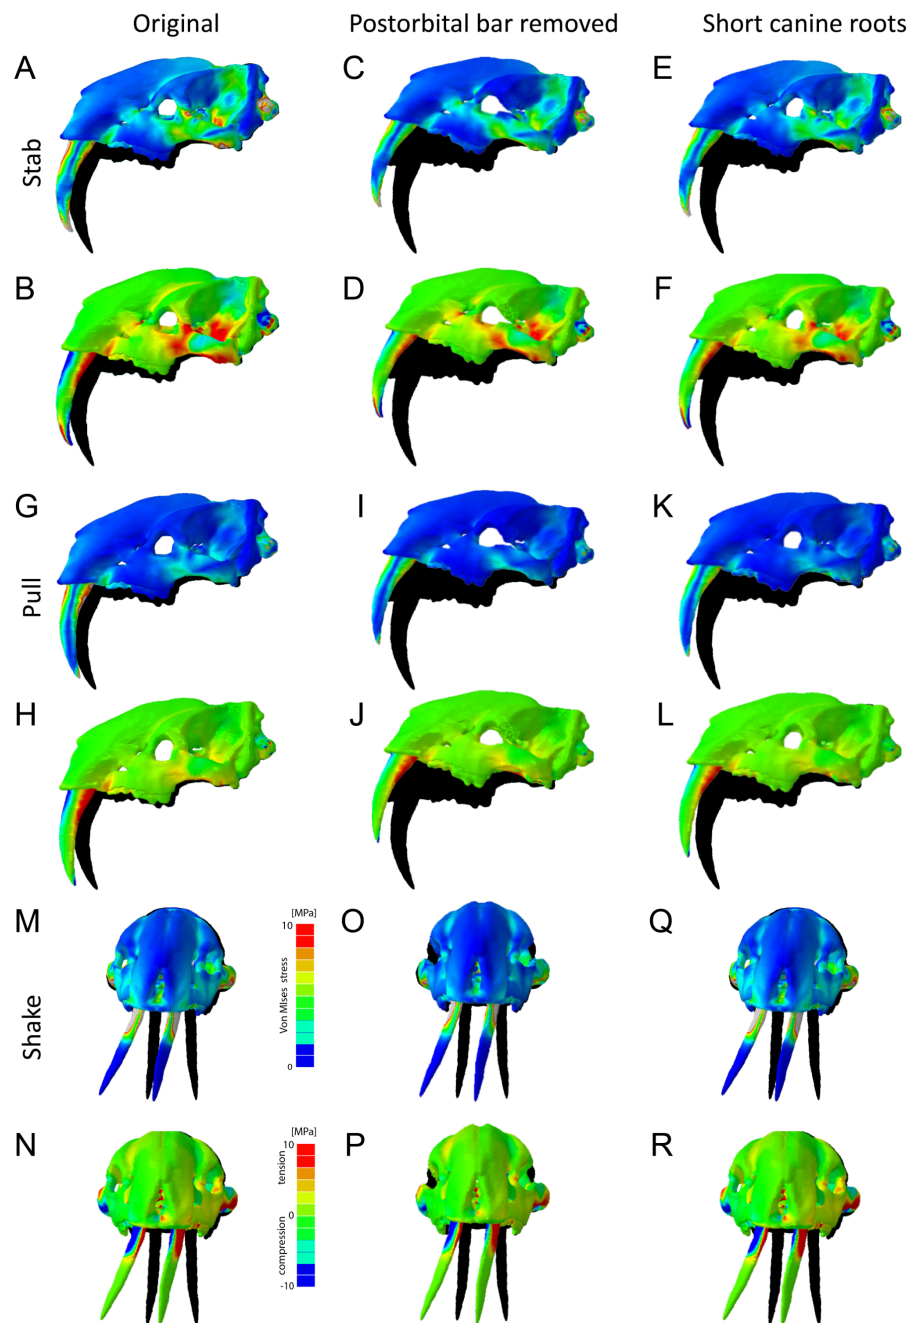 Original Postorbital bar removed Short canine roots
A C E
Stab
B D F
G I K
Pull
H J L
M O Q
Shake
[MPa]
10
Von Mises stress
0
N P R
[MPa]
10
tension
0
compression
-10